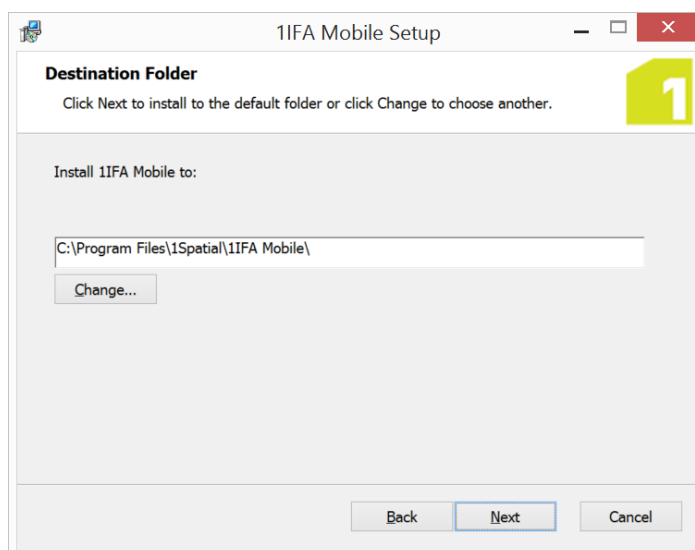 1IFA Mobile Setup
Destination Folder
Click Next to install to the default folder or click Change to choose another.
1
Install 1IFA Mobile to:
C:\Program Files\1Spatial\1IFA Mobile\
Change...
Back Next Cancel